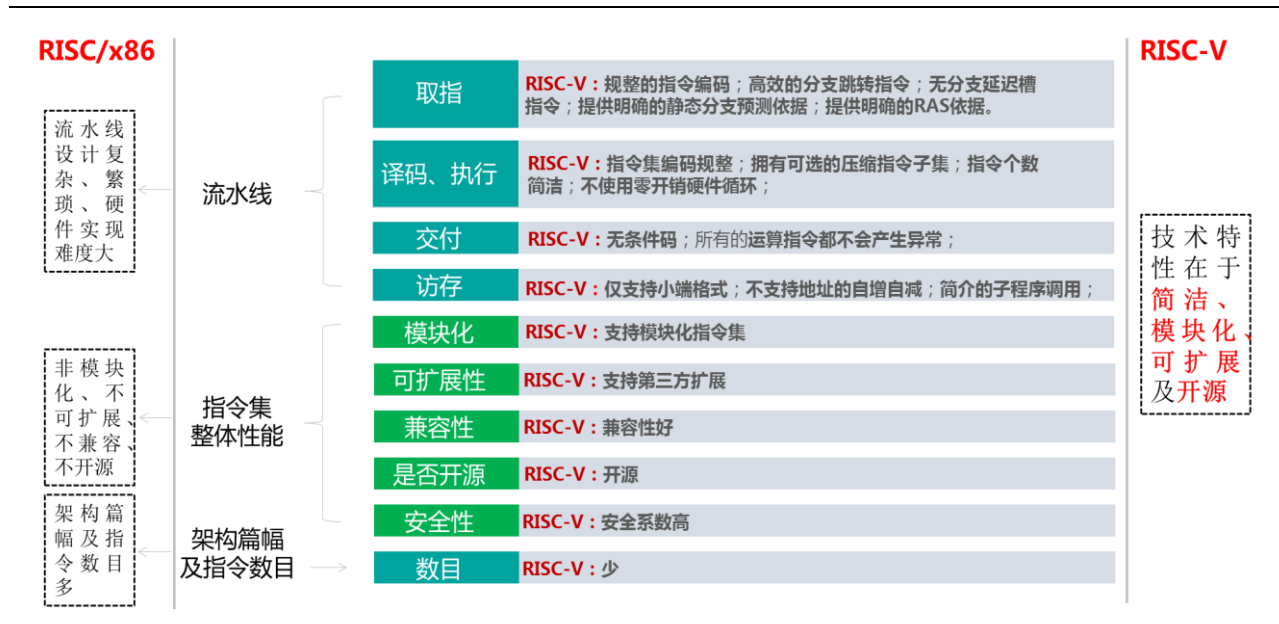 RISC/x86
流水线
设计复
杂、繁
琐、硬
件实现
难度大
非模块
化、不
可扩展、
不兼容、
不开源
架构篇
幅及指
令数目
多
流水线
指令集
整体性能
架构篇幅
及指令数目
取指
RISC-V：规整的指令编码；高效的分支跳转指令；无分支延迟槽
指令；提供明确的静态分支预测依据；提供明确的RAS依据。
译码、执行
RISC-V：指令集编码规整；拥有可选的压缩指令子集；指令个数
简洁；不使用零开销硬件循环；
交付
RISC-V：无条件码；所有的运算指令都不会产生异常；
访存
RISC-V：仅支持小端格式；不支持地址的自增自减；简介的子程序调用；
模块化
RISC-V：支持模块化指令集
可扩展性
RISC-V：支持第三方扩展
兼容性
RISC-V：兼容性好
是否开源
RISC-V：开源
安全性
RISC-V：安全系数高
数目
RISC-V：少
RISC-V
技术特
性在于
简洁、
模块化、
可扩展
及开源